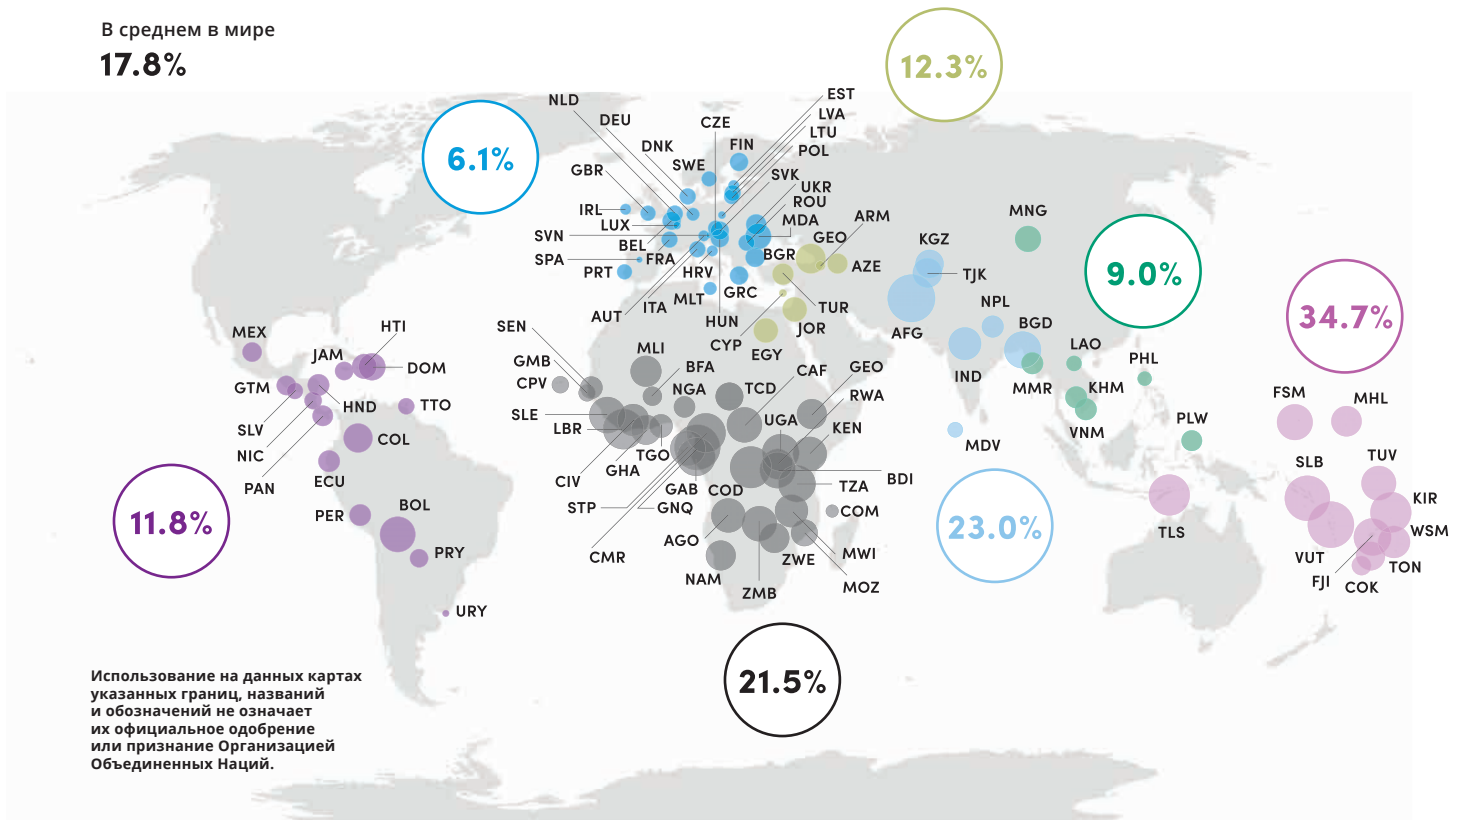 В среднем в мире
17.8%
12.3%
6.1%
9.0%
34.7%
11.8%
23.0%
21.5%
NLD
DEU
DNK
GBR
SWE
CZE
FIN
EST
LVA
LTU
POL
SVK
UKR
ROU
MDA
IRL
LUX
SVN
BEL
SPA
FRA
PRT
HRV
BGR
GRC
MLT
ITA
AUT
HUN
CYP
ARM
GEO
AZE
TUR
JOR
EGY
KGZ
TJK
AFG
NPL
BGD
IND
MDV
MNG
LAO
PHL
MMR
KHM
VNM
PLW
MEX
HTI
JAM
DOM
GTM
HND
TTO
SLV
NIC
PAN
COL
ECU
PER
BOL
PRY
URY
SEN
GMB
CPV
MLI
BFA
NGA
TCD
CAF
GEO
RWA
SLE
LBR
UGA
KEN
CIV
GHA
TGO
GAB
COD
BDI
TZA
STP
GNQ
COM
CMR
AGO
NAM
ZMB
ZWE
MWI
MOZ
FSM
MHL
SLB
TUV
KIR
TLS
WSM
VUT
FJI
COK
TON
Использование на данных картах
указанных границ, названий
и обозначений не означает
их официальное одобрение
или признание Организацией
Объединенных Наций.